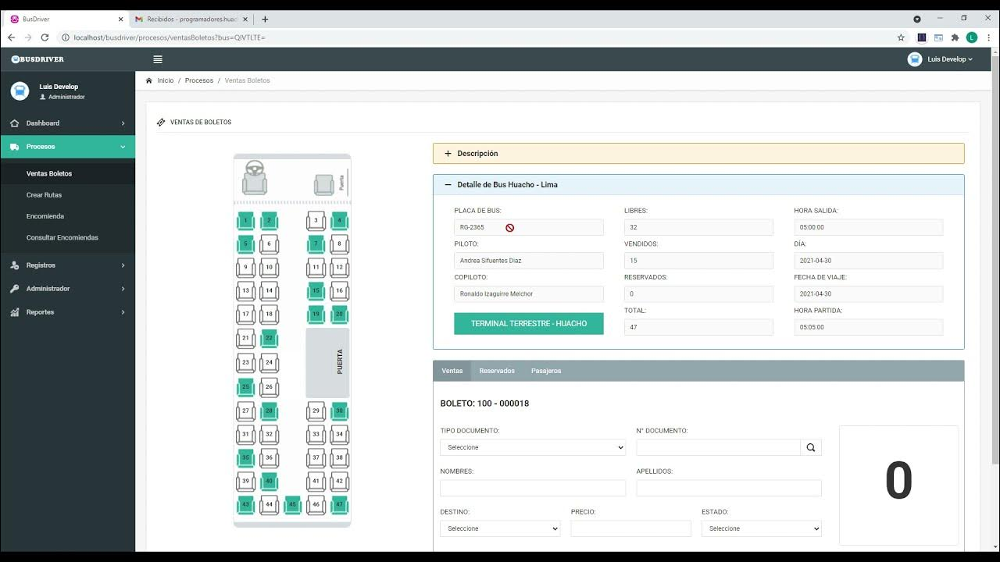 BusDriver
Recibidos - programadores.huac
localhost/busdriver/procesos/ventasBoletos?bus=QIVTLTE=
L
BUSDRIVER
Luis Develop
Luis Develop
Administrador
Inicio / Procesos / Ventas Boletos
Dashboard
Procesos
Ventas Boletos
Crear Rutas
Encomienda
Consultar Encomiendas
Registros
Administrador
Reportes
VENTAS DE BOLETOS
Puerta
1 2 3 4
5 6 7 8
9 10 11 12
13 14 15 16
17 18 19 20
21 22
PUERTA
23 24
25 26
27 28 29 30
31 32 33 34
35 36 37 38
39 40 41 42
43 44 45 46 47
Descripción
Detalle de Bus Huacho - Lima
PLACA DE BUS: LIBRES: HORA SALIDA:
RG-2365 32 05:00:00
PILOTO: VENDIDOS: DÍA:
Andrea Sifuentes Diaz 15 2021-04-30
COPILOTO: RESERVADOS: FECHA DE VIAJE:
Ronaldo Izaguirre Melchor 0 2021-04-30
TOTAL: HORA PARTIDA:
TERMINAL TERRESTRE - HUACHO 47 05:05:00
Ventas Reservados Pasajeros
BOLETO: 100 - 000018
TIPO DOCUMENTO: N° DOCUMENTO:
Seleccione
NOMBRES: APELLIDOS:
0
DESTINO: PRECIO: ESTADO:
Seleccione Seleccione